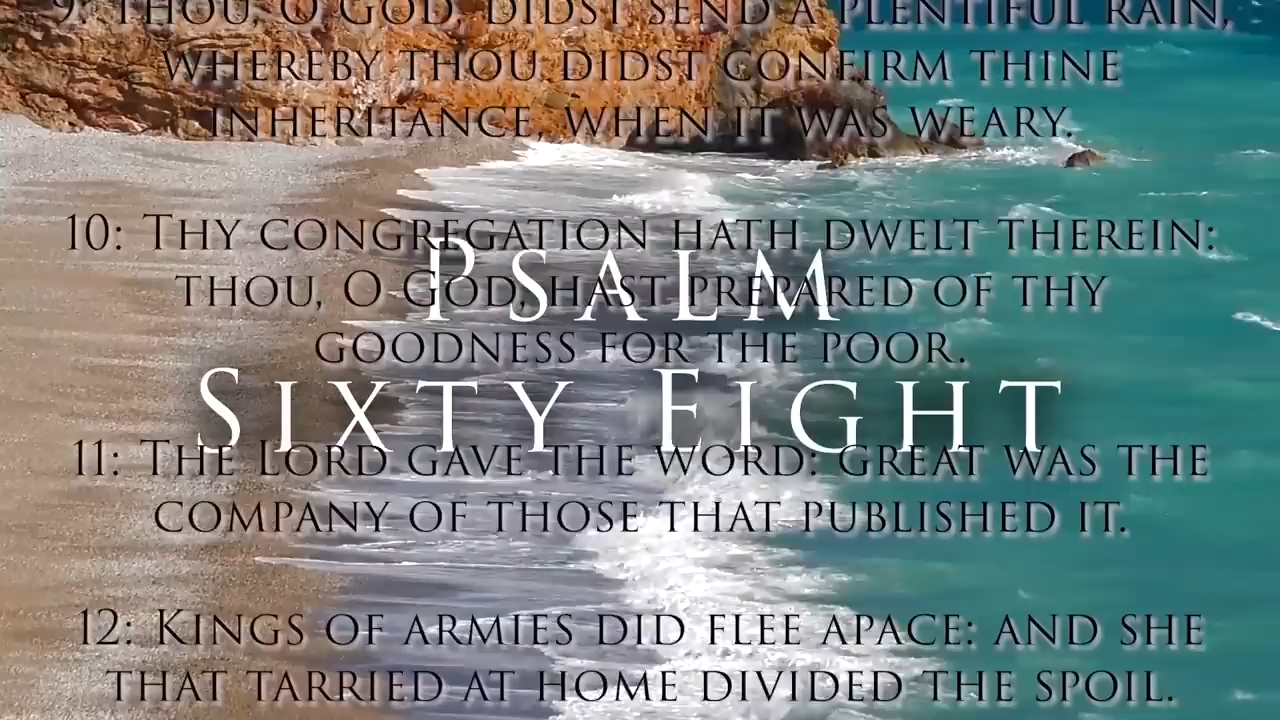 9: Thou, O God, didst send a plentiful rain,
whereby thou didst confirm thine
inheritance, when it was weary.
10: Thy congregation hath dwelt therein:
thou, O God, hast prepared of thy
goodness for the poor.
Psalm
Sixty Eight
11: The Lord gave the word: great was the
company of those that published it.
12: Kings of armies did flee apace: and she
that tarried at home divided the spoil.